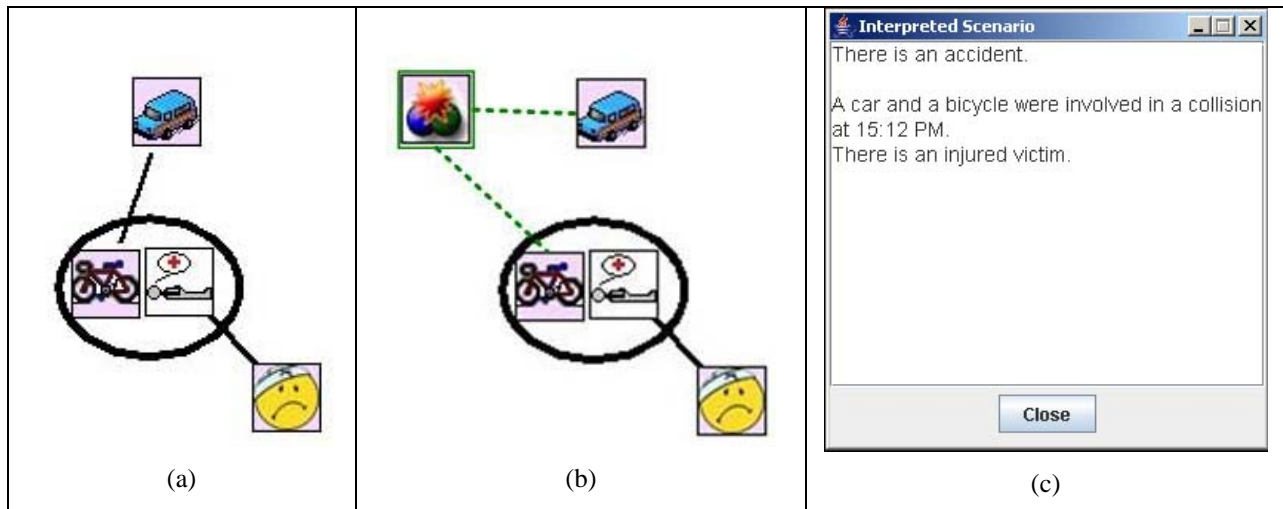 Interpreted Scenario
There is an accident.
A car and a bicycle were involved in a collision
at 15:12 PM.
There is an injured victim.
Close
(a)
(b)
(c)